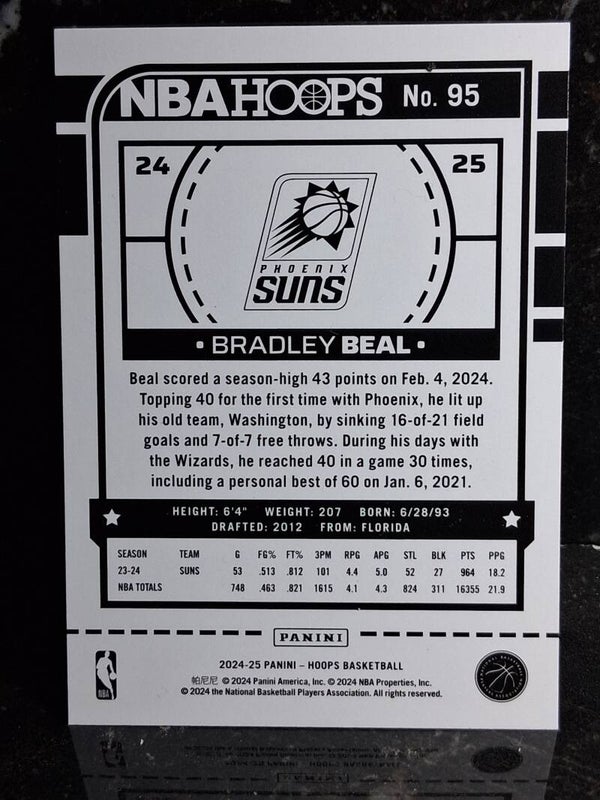 NBA HOOPS No. 95
24 25
PHOENIX
SUNS
• BRADLEY BEAL •
Beal scored a season-high 43 points on Feb. 4, 2024.
Topping 40 for the first time with Phoenix, he lit up
his old team, Washington, by sinking 16-of-21 field
goals and 7-of-7 free throws. During his days with
the Wizards, he reached 40 in a game 30 times,
including a personal best of 60 on Jan. 6, 2021.
HEIGHT: 6'4" WEIGHT: 207 BORN: 6/28/93
DRAFTED: 2012 FROM: FLORIDA
SEASON TEAM G FG% FT% 3PM RPG APG STL BLK PTS PPG
23-24 SUNS 53 .513 .812 101 4.4 5.0 52 27 964 18.2
NBA TOTALS 748 .463 .821 1615 4.1 4.3 824 311 16355 21.9
PANINI
2024-25 PANINI – HOOPS BASKETBALL
帕尼尼 © 2024 Panini America, Inc. © 2024 NBA Properties, Inc.
© 2024 the National Basketball Players Association. All rights reserved.
NBA